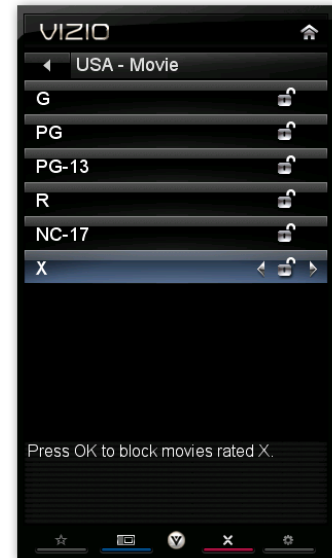 VIZIO
USA - Movie
G
PG
PG-13
R
NC-17
X
Press OK to block movies rated X.
V